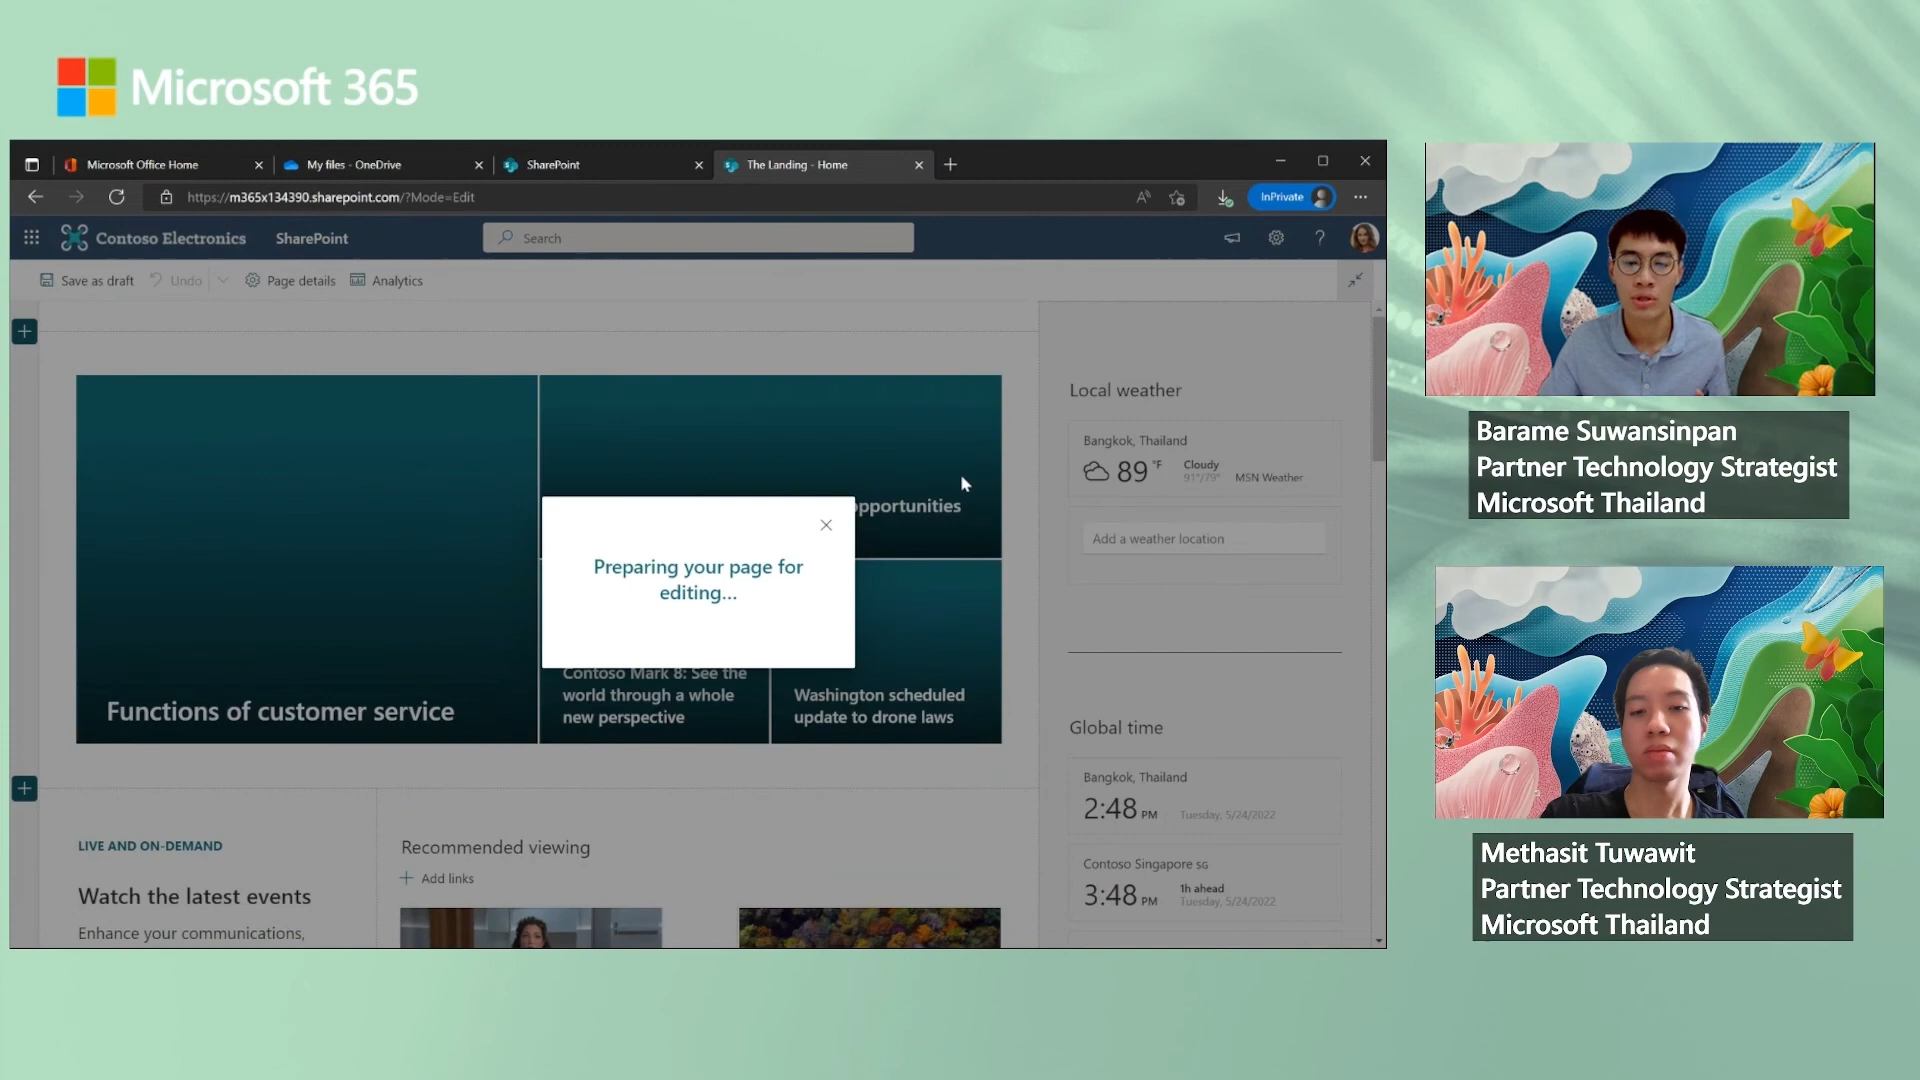 Microsoft 365
Microsoft Office Home
My files - OneDrive
SharePoint
The Landing - Home
https://m365x134390.sharepoint.com/?Mode=Edit
InPrivate
Contoso Electronics
SharePoint
Search
Save as draft
Undo
Page details
Analytics
Functions of customer service
opportunities
Contoso Mark 8: See the
world through a whole
new perspective
Washington scheduled
update to drone laws
Preparing your page for
editing...
Local weather
Bangkok, Thailand
89 °F
Cloudy
91°/79°
MSN Weather
Add a weather location
Global time
Bangkok, Thailand
2:48 PM
Tuesday, 5/24/2022
Contoso Singapore SG
3:48 PM
1h ahead
Tuesday, 5/24/2022
LIVE AND ON-DEMAND
Watch the latest events
Enhance your communications,
Recommended viewing
Add links
Barame Suwansinpan
Partner Technology Strategist
Microsoft Thailand
Methasit Tuwawit
Partner Technology Strategist
Microsoft Thailand